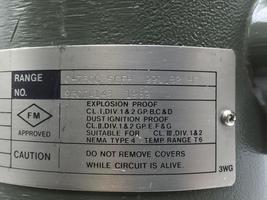 RANGE
NO.
EXPLOSION PROOF
CL.I,DIV.1&2 GP.B,C&D
DUST IGNITION PROOF
CL.II,DIV.1&2 GP.E,F&G
SUITABLE FOR CL.III,DIV.1&2
NEMA TYPE 4 TEMP RANGE T6
FM
APPROVED
CAUTION DO NOT REMOVE COVERS
WHILE CIRCUIT IS ALIVE.
3WG